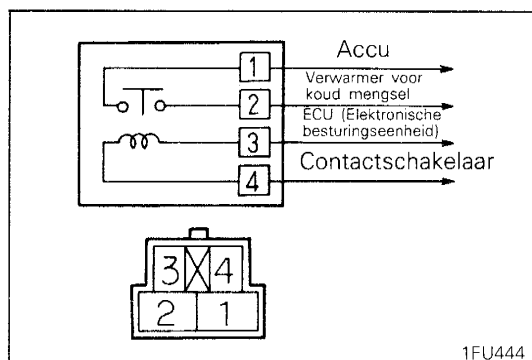 1 Accu
2 Verwarmer voor
koud mengsel
3 ECU (Elektronische
besturingseenheid)
4 Contactschakelaar
3 4
2 1
1FU444